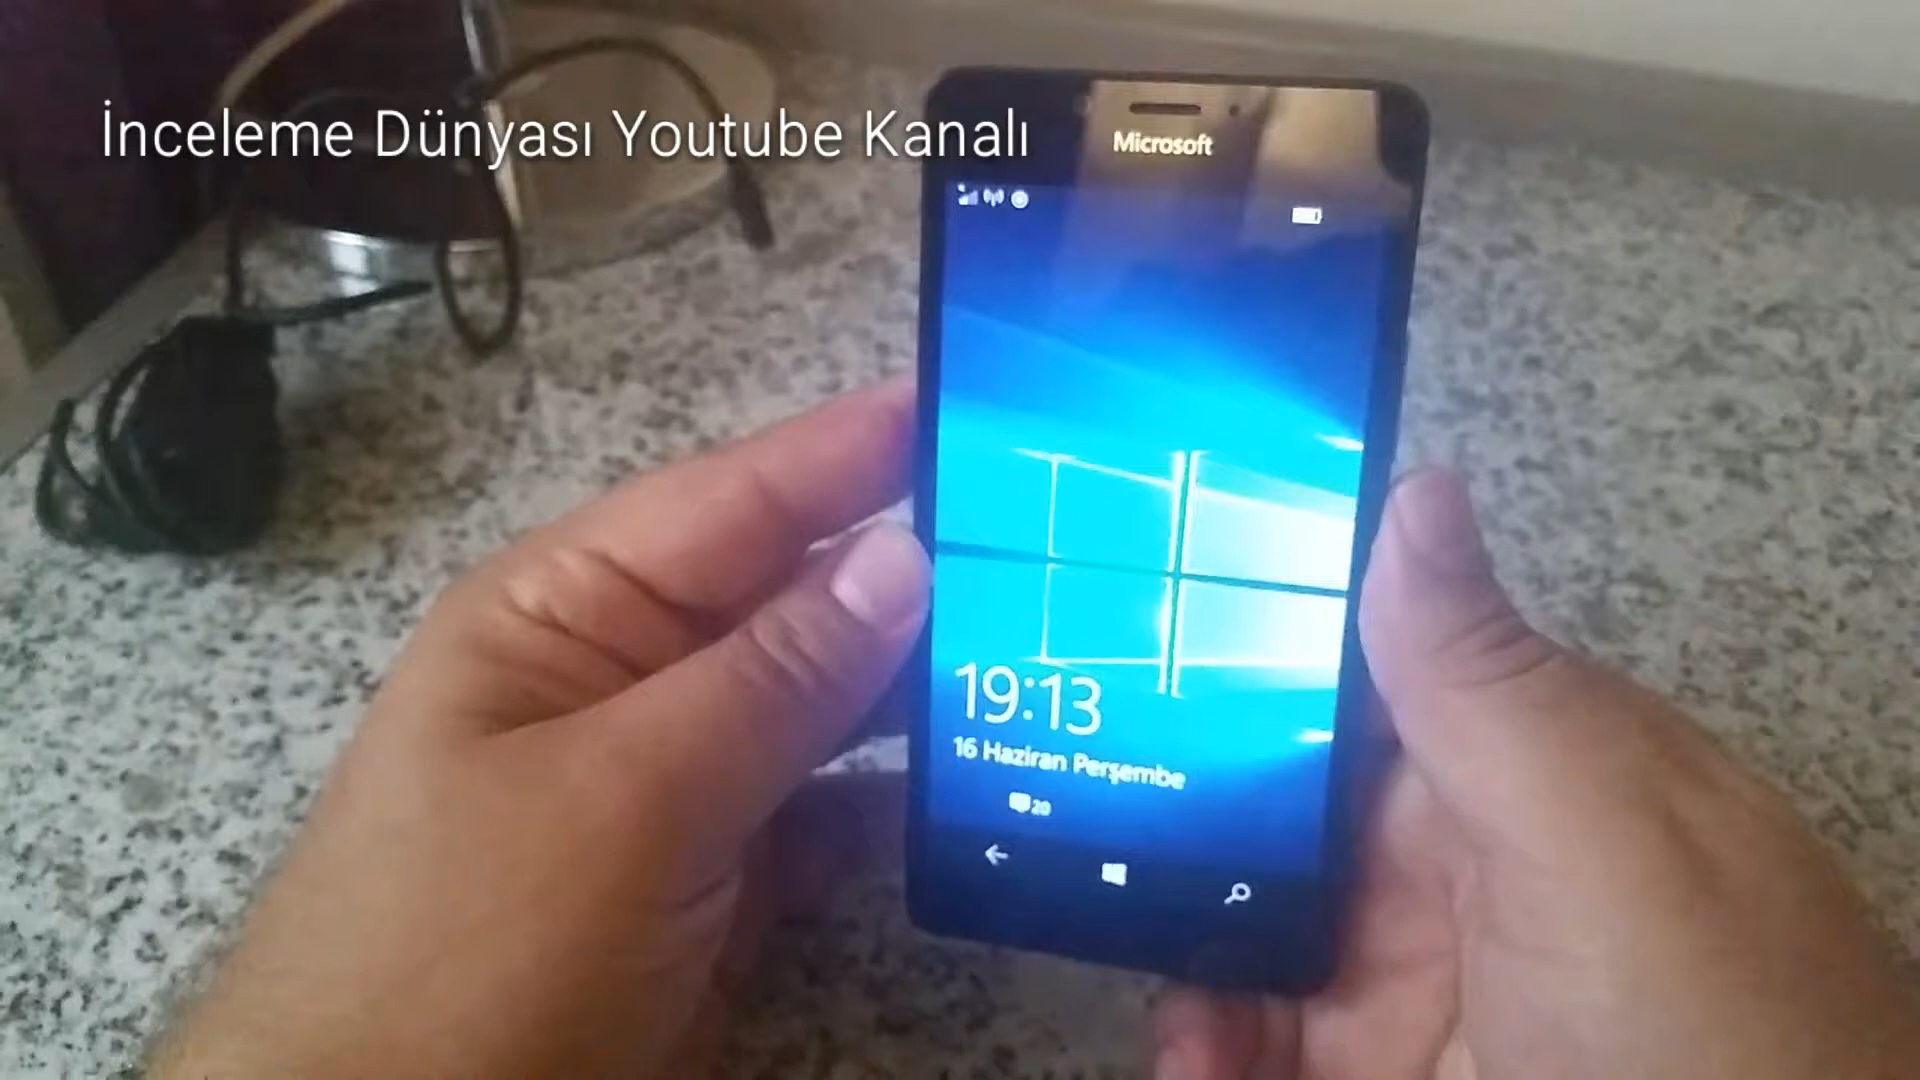 İnceleme Dünyası Youtube Kanalı
Microsoft
19:13
16 Haziran Perşembe
20